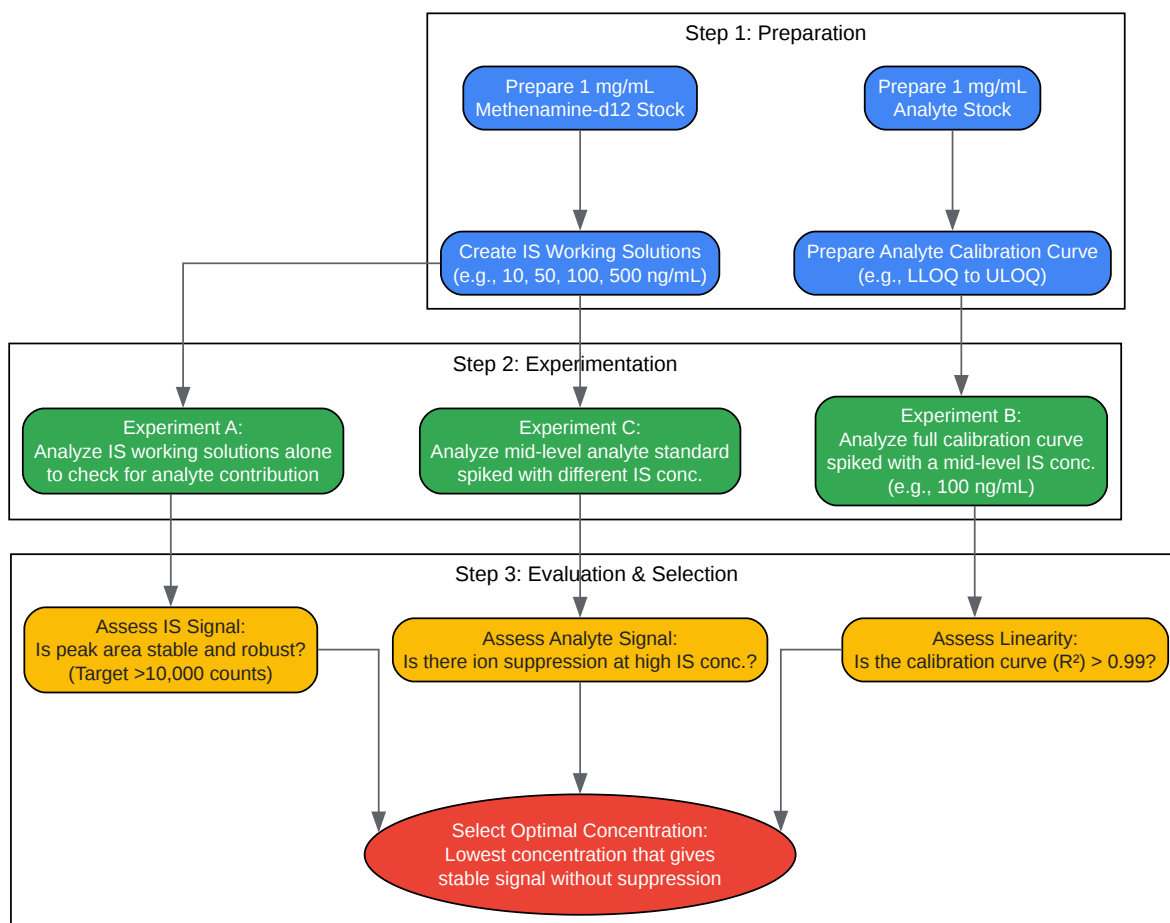 Step 1: Preparation
Prepare 1 mg/mL
Methenamine-d12 Stock
Prepare 1 mg/mL
Analyte Stock
Create IS Working Solutions
(e.g., 10, 50, 100, 500 ng/mL)
Prepare Analyte Calibration Curve
(e.g., LLOQ to ULOQ)
Step 2: Experimentation
Experiment A:
Analyze IS working solutions alone
to check for analyte contribution
Experiment C:
Analyze mid-level analyte standard
spiked with different IS conc.
Experiment B:
Analyze full calibration curve
spiked with a mid-level IS conc.
(e.g., 100 ng/mL)
Step 3: Evaluation & Selection
Assess IS Signal:
Is peak area stable and robust?
(Target >10,000 counts)
Assess Analyte Signal:
Is there ion suppression at high IS conc.?
Assess Linearity:
Is the calibration curve (R²) > 0.99?
Select Optimal Concentration:
Lowest concentration that gives
stable signal without suppression